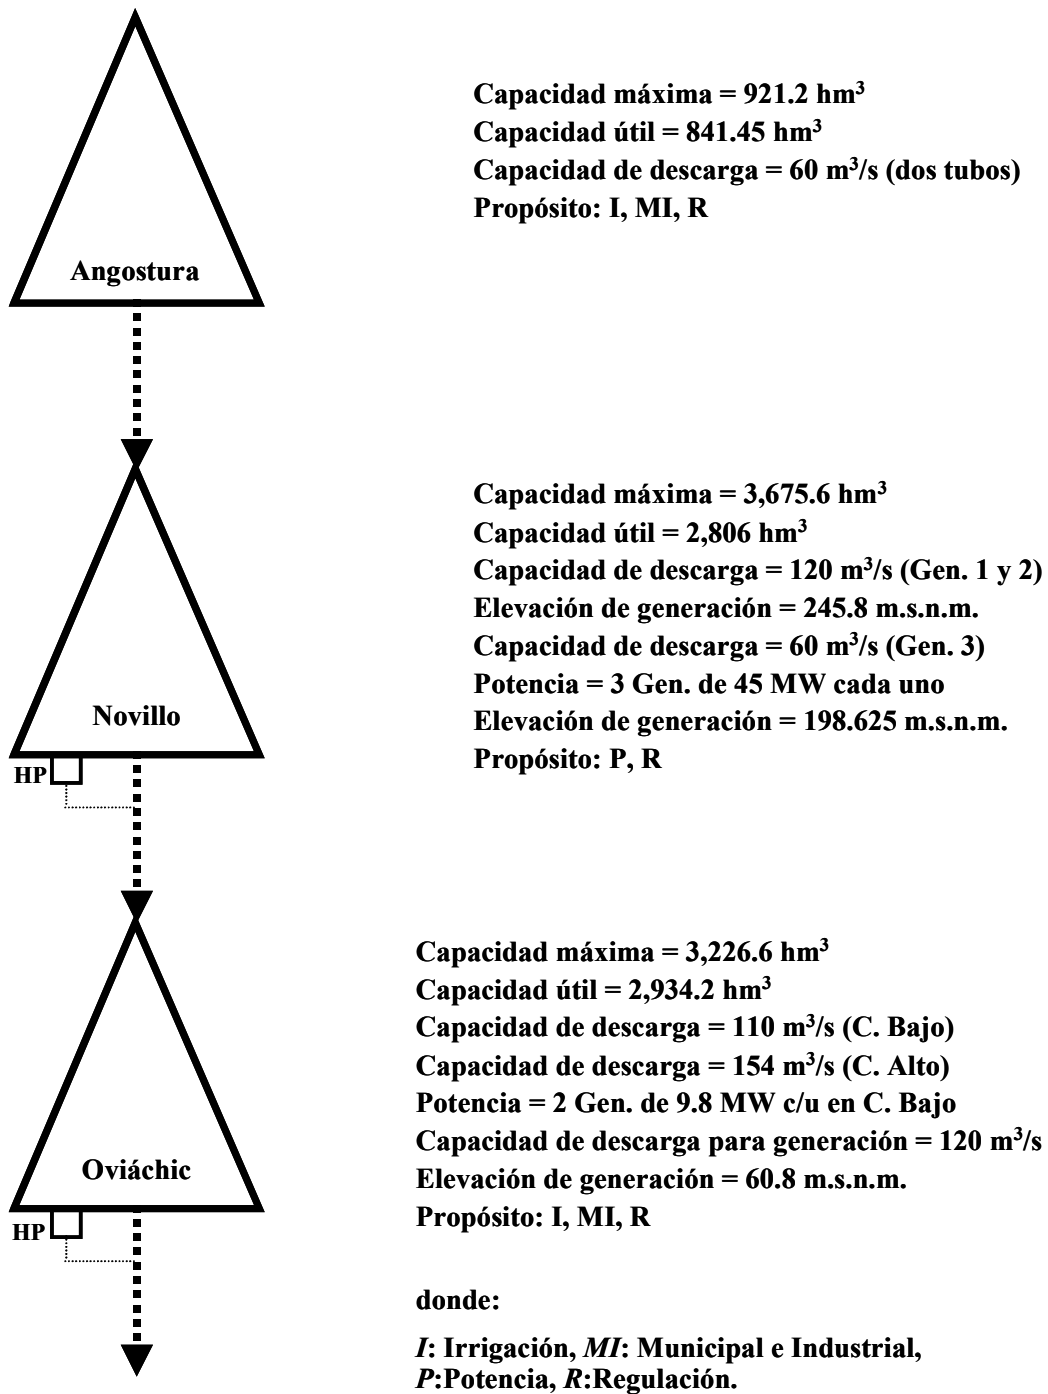 Capacidad máxima = 921.2 hm³
Capacidad útil = 841.45 hm³
Capacidad de descarga = 60 m³/s (dos tubos)
Propósito: I, MI, R
Angostura
Capacidad máxima = 3,675.6 hm³
Capacidad útil = 2,806 hm³
Capacidad de descarga = 120 m³/s (Gen. 1 y 2)
Elevación de generación = 245.8 m.s.n.m.
Capacidad de descarga = 60 m³/s (Gen. 3)
Potencia = 3 Gen. de 45 MW cada uno
Elevación de generación = 198.625 m.s.n.m.
Propósito: P, R
Novillo
HP
Capacidad máxima = 3,226.6 hm³
Capacidad útil = 2,934.2 hm³
Capacidad de descarga = 110 m³/s (C. Bajo)
Capacidad de descarga = 154 m³/s (C. Alto)
Potencia = 2 Gen. de 9.8 MW c/u en C. Bajo
Capacidad de descarga para generación = 120 m³/s
Elevación de generación = 60.8 m.s.n.m.
Propósito: I, MI, R
Oviáchic
HP
donde:
I: Irrigación, MI: Municipal e Industrial,
P:Potencia, R:Regulación.